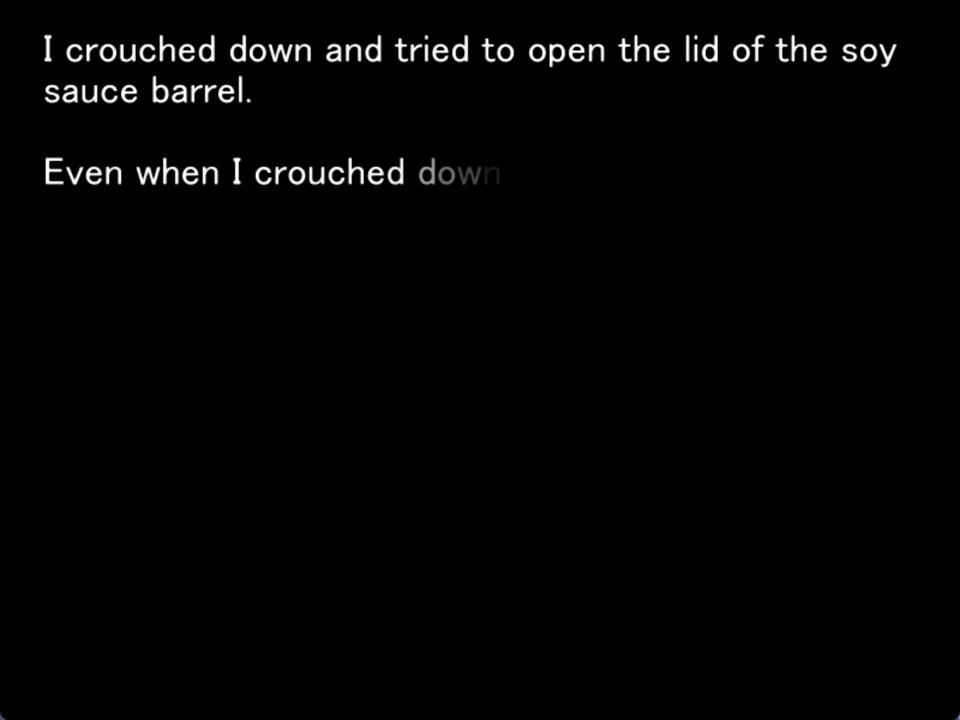 I crouched down and tried to open the lid of the soy
sauce barrel.
Even when I crouched down